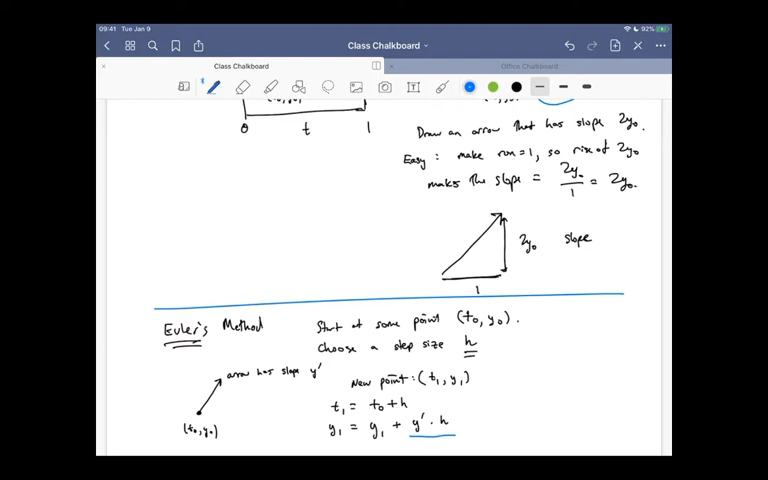 09:41 Tue Jan 9
92%
Class Chalkboard
Class Chalkboard
Office Chalkboard
0 t 1
Draw an arrow that has slope 2y₀.
Easy : make run = 1, so rise of 2y₀
makes the slope = 2y₀/1 = 2y₀.
2y₀ slope
1
Euler's Method
Start at some point (t₀, y₀).
Choose a step size h
arrow has slope y'
(t₀, y₀)
New point: (t₁, y₁)
t₁ = t₀ + h
y₁ = y₁ + y' · h